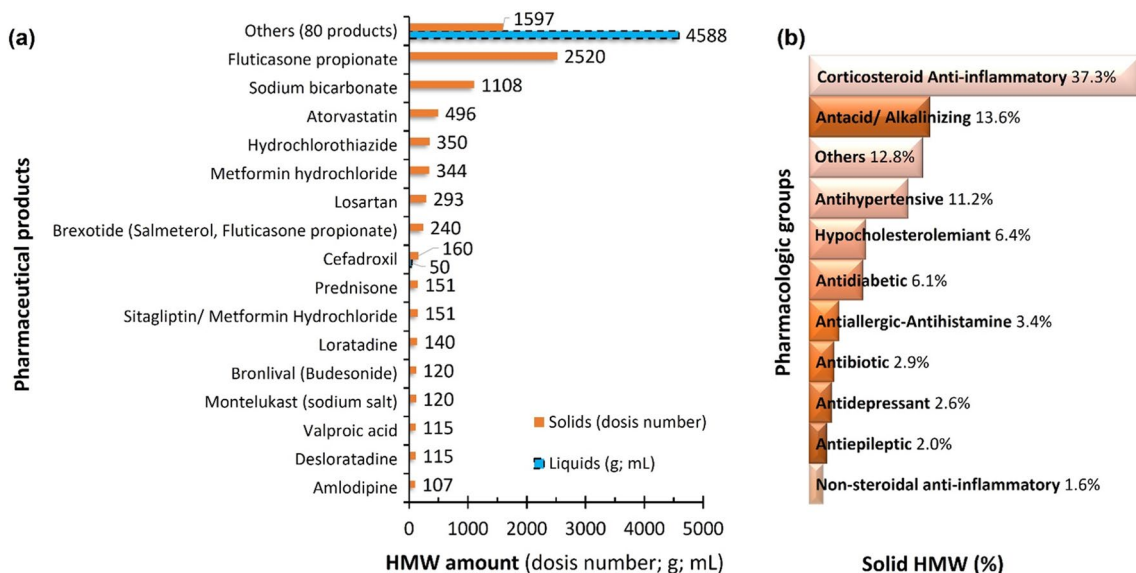 (a)
Pharmaceutical products
Others (80 products)
1597
4588
Fluticasone propionate
2520
Sodium bicarbonate
1108
Atorvastatin
496
Hydrochlorothiazide
350
Metformin hydrochloride
344
Losartan
293
Brexotide (Salmeterol, Fluticasone propionate)
240
Cefadroxil
160
50
Prednisone
151
Sitagliptin/ Metformin Hydrochloride
151
Loratadine
140
Bronlival (Budesonide)
120
Montelukast (sodium salt)
120
Valproic acid
115
Desloratadine
115
Amlodipine
107
Solids (dosis number)
Liquids (g; mL)
0 1000 2000 3000 4000 5000
HMW amount (dosis number; g; mL)
(b)
Pharmacologic groups
Corticosteroid Anti-inflammatory 37.3%
Antacid/ Alkalinizing 13.6%
Others 12.8%
Antihypertensive 11.2%
Hypocholesterolemiant 6.4%
Antidiabetic 6.1%
Antiallergic-Antihistamine 3.4%
Antibiotic 2.9%
Antidepressant 2.6%
Antiepileptic 2.0%
Non-steroidal anti-inflammatory 1.6%
Solid HMW (%)